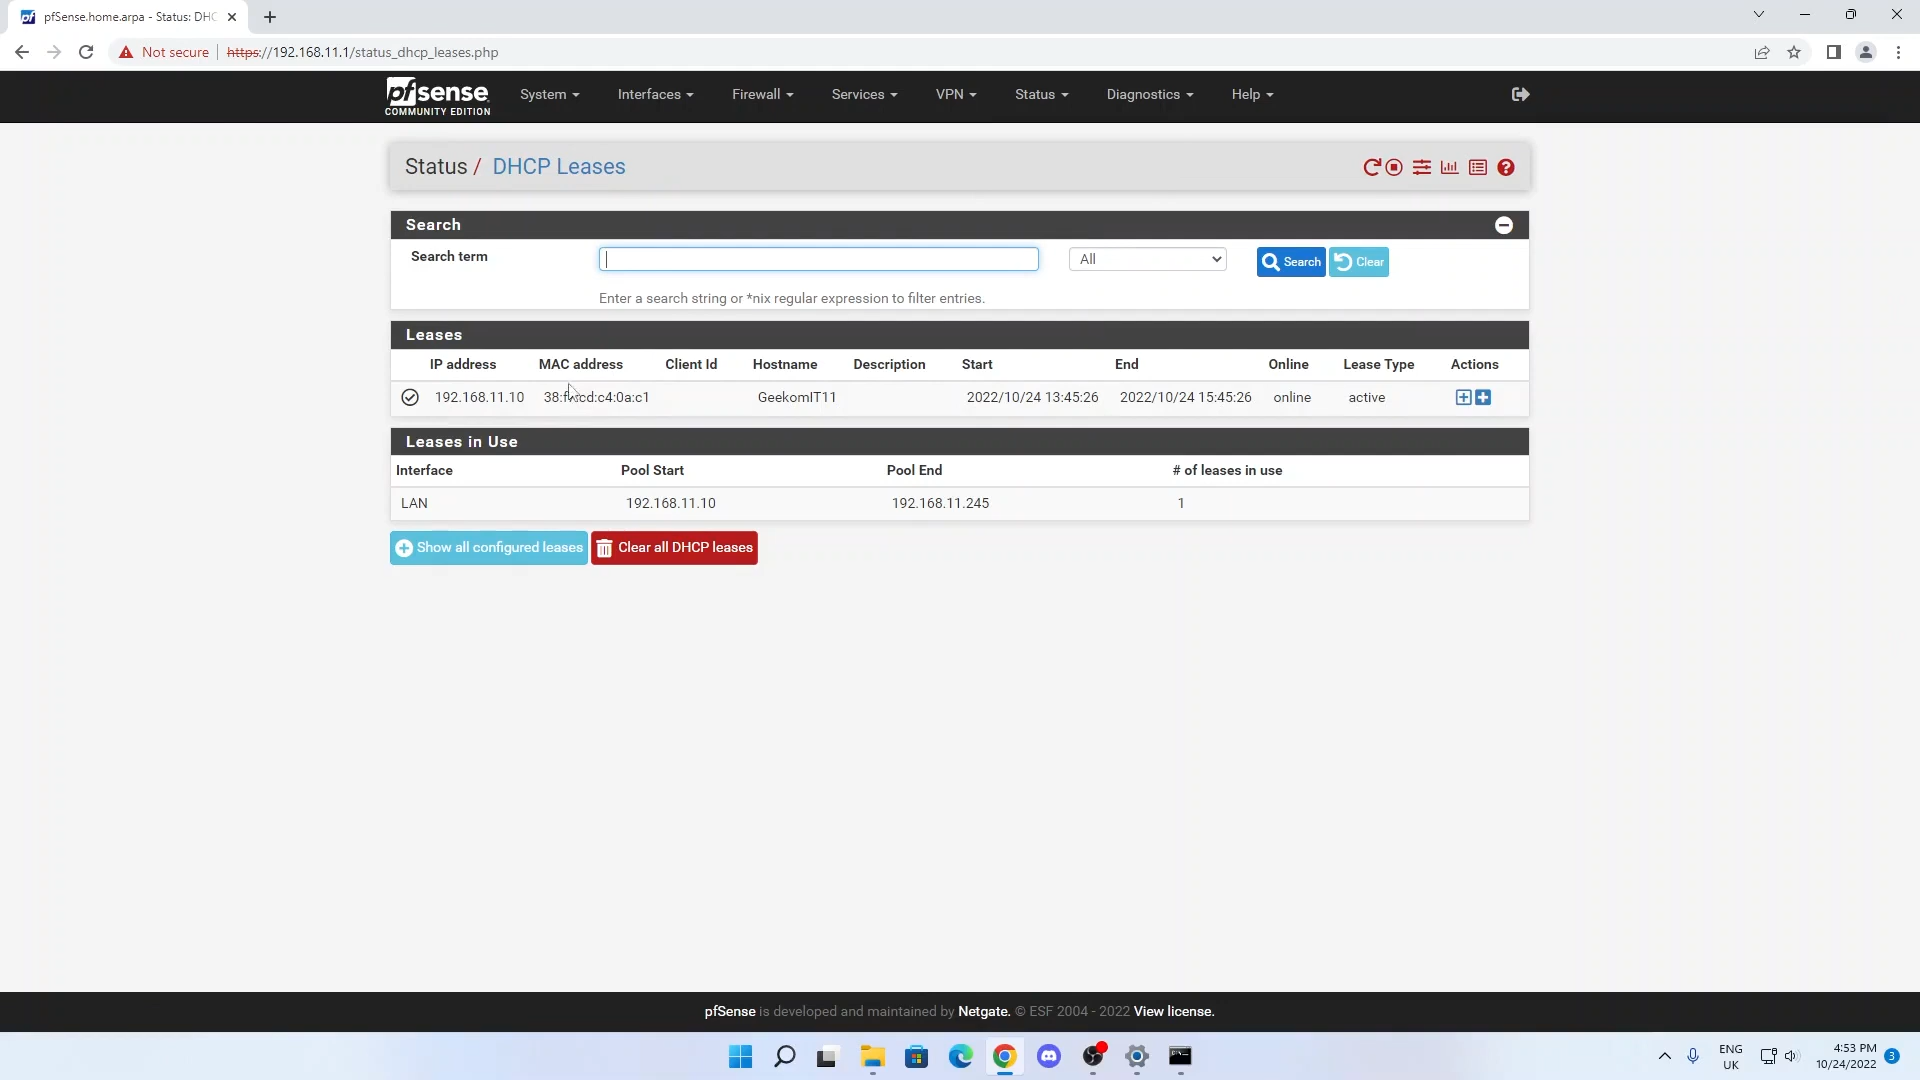 pfSense.home.arpa - Status: DHC
Not secure https://192.168.11.1/status_dhcp_leases.php
pfsense
COMMUNITY EDITION
System Interfaces Firewall Services VPN Status Diagnostics Help
Status / DHCP Leases
Search
Search term All Search Clear
Enter a search string or *nix regular expression to filter entries.
Leases
IP address MAC address Client Id Hostname Description Start End Online Lease Type Actions
192.168.11.10 cd:c4:0a:c1 GeekomIT11 2022/10/24 13:45:26 2022/10/24 15:45:26 online active
Leases in Use
Interface Pool Start Pool End # of leases in use
LAN 192.168.11.10 192.168.11.245 1
Show all configured leases Clear all DHCP leases
pfSense is developed and maintained by Netgate. © ESF 2004 - 2022 View license.
ENG 4:53 PM
UK 10/24/2022 3